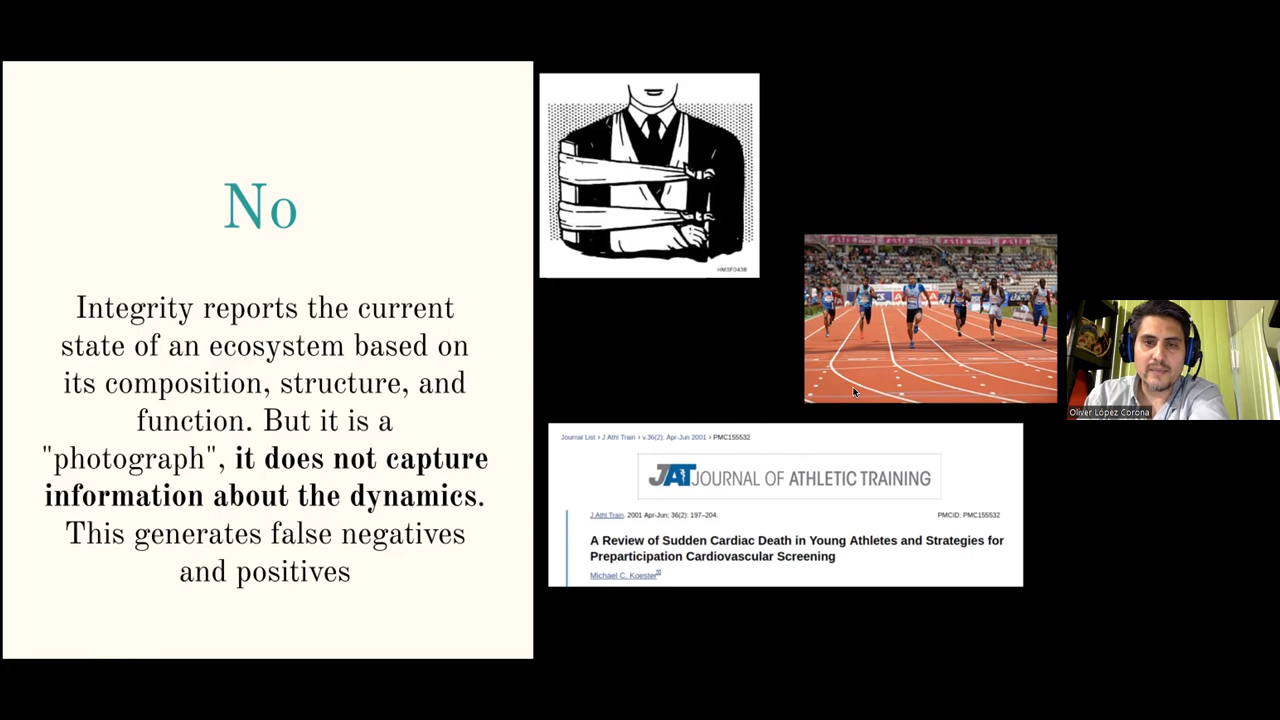 No
Integrity reports the current
state of an ecosystem based on
its composition, structure, and
function. But it is a
"photograph", it does not capture
information about the dynamics.
This generates false negatives
and positives
HM3F0438
Oliver López Corona
Journal List › J Athl Train › v.36(2); Apr-Jun 2001 › PMC155532
JAT JOURNAL OF ATHLETIC TRAINING
J Athl Train. 2001 Apr-Jun; 36(2): 197–204.
PMCID: PMC155532
A Review of Sudden Cardiac Death in Young Athletes and Strategies for
Preparticipation Cardiovascular Screening
Michael C. Koester